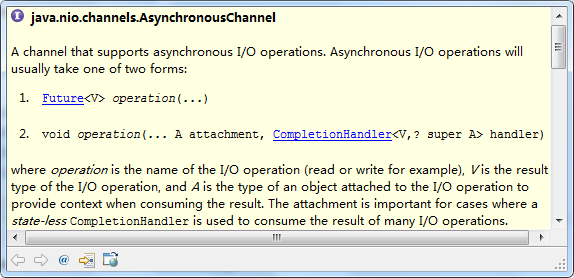 java.nio.channels.AsynchronousChannel
A channel that supports asynchronous I/O operations. Asynchronous I/O operations will
usually take one of two forms:
1. Future<V> operation(...)
2. void operation(... A attachment, CompletionHandler<V,? super A> handler)
where operation is the name of the I/O operation (read or write for example), V is the result
type of the I/O operation, and A is the type of an object attached to the I/O operation to
provide context when consuming the result. The attachment is important for cases where a
state-less CompletionHandler is used to consume the result of many I/O operations.